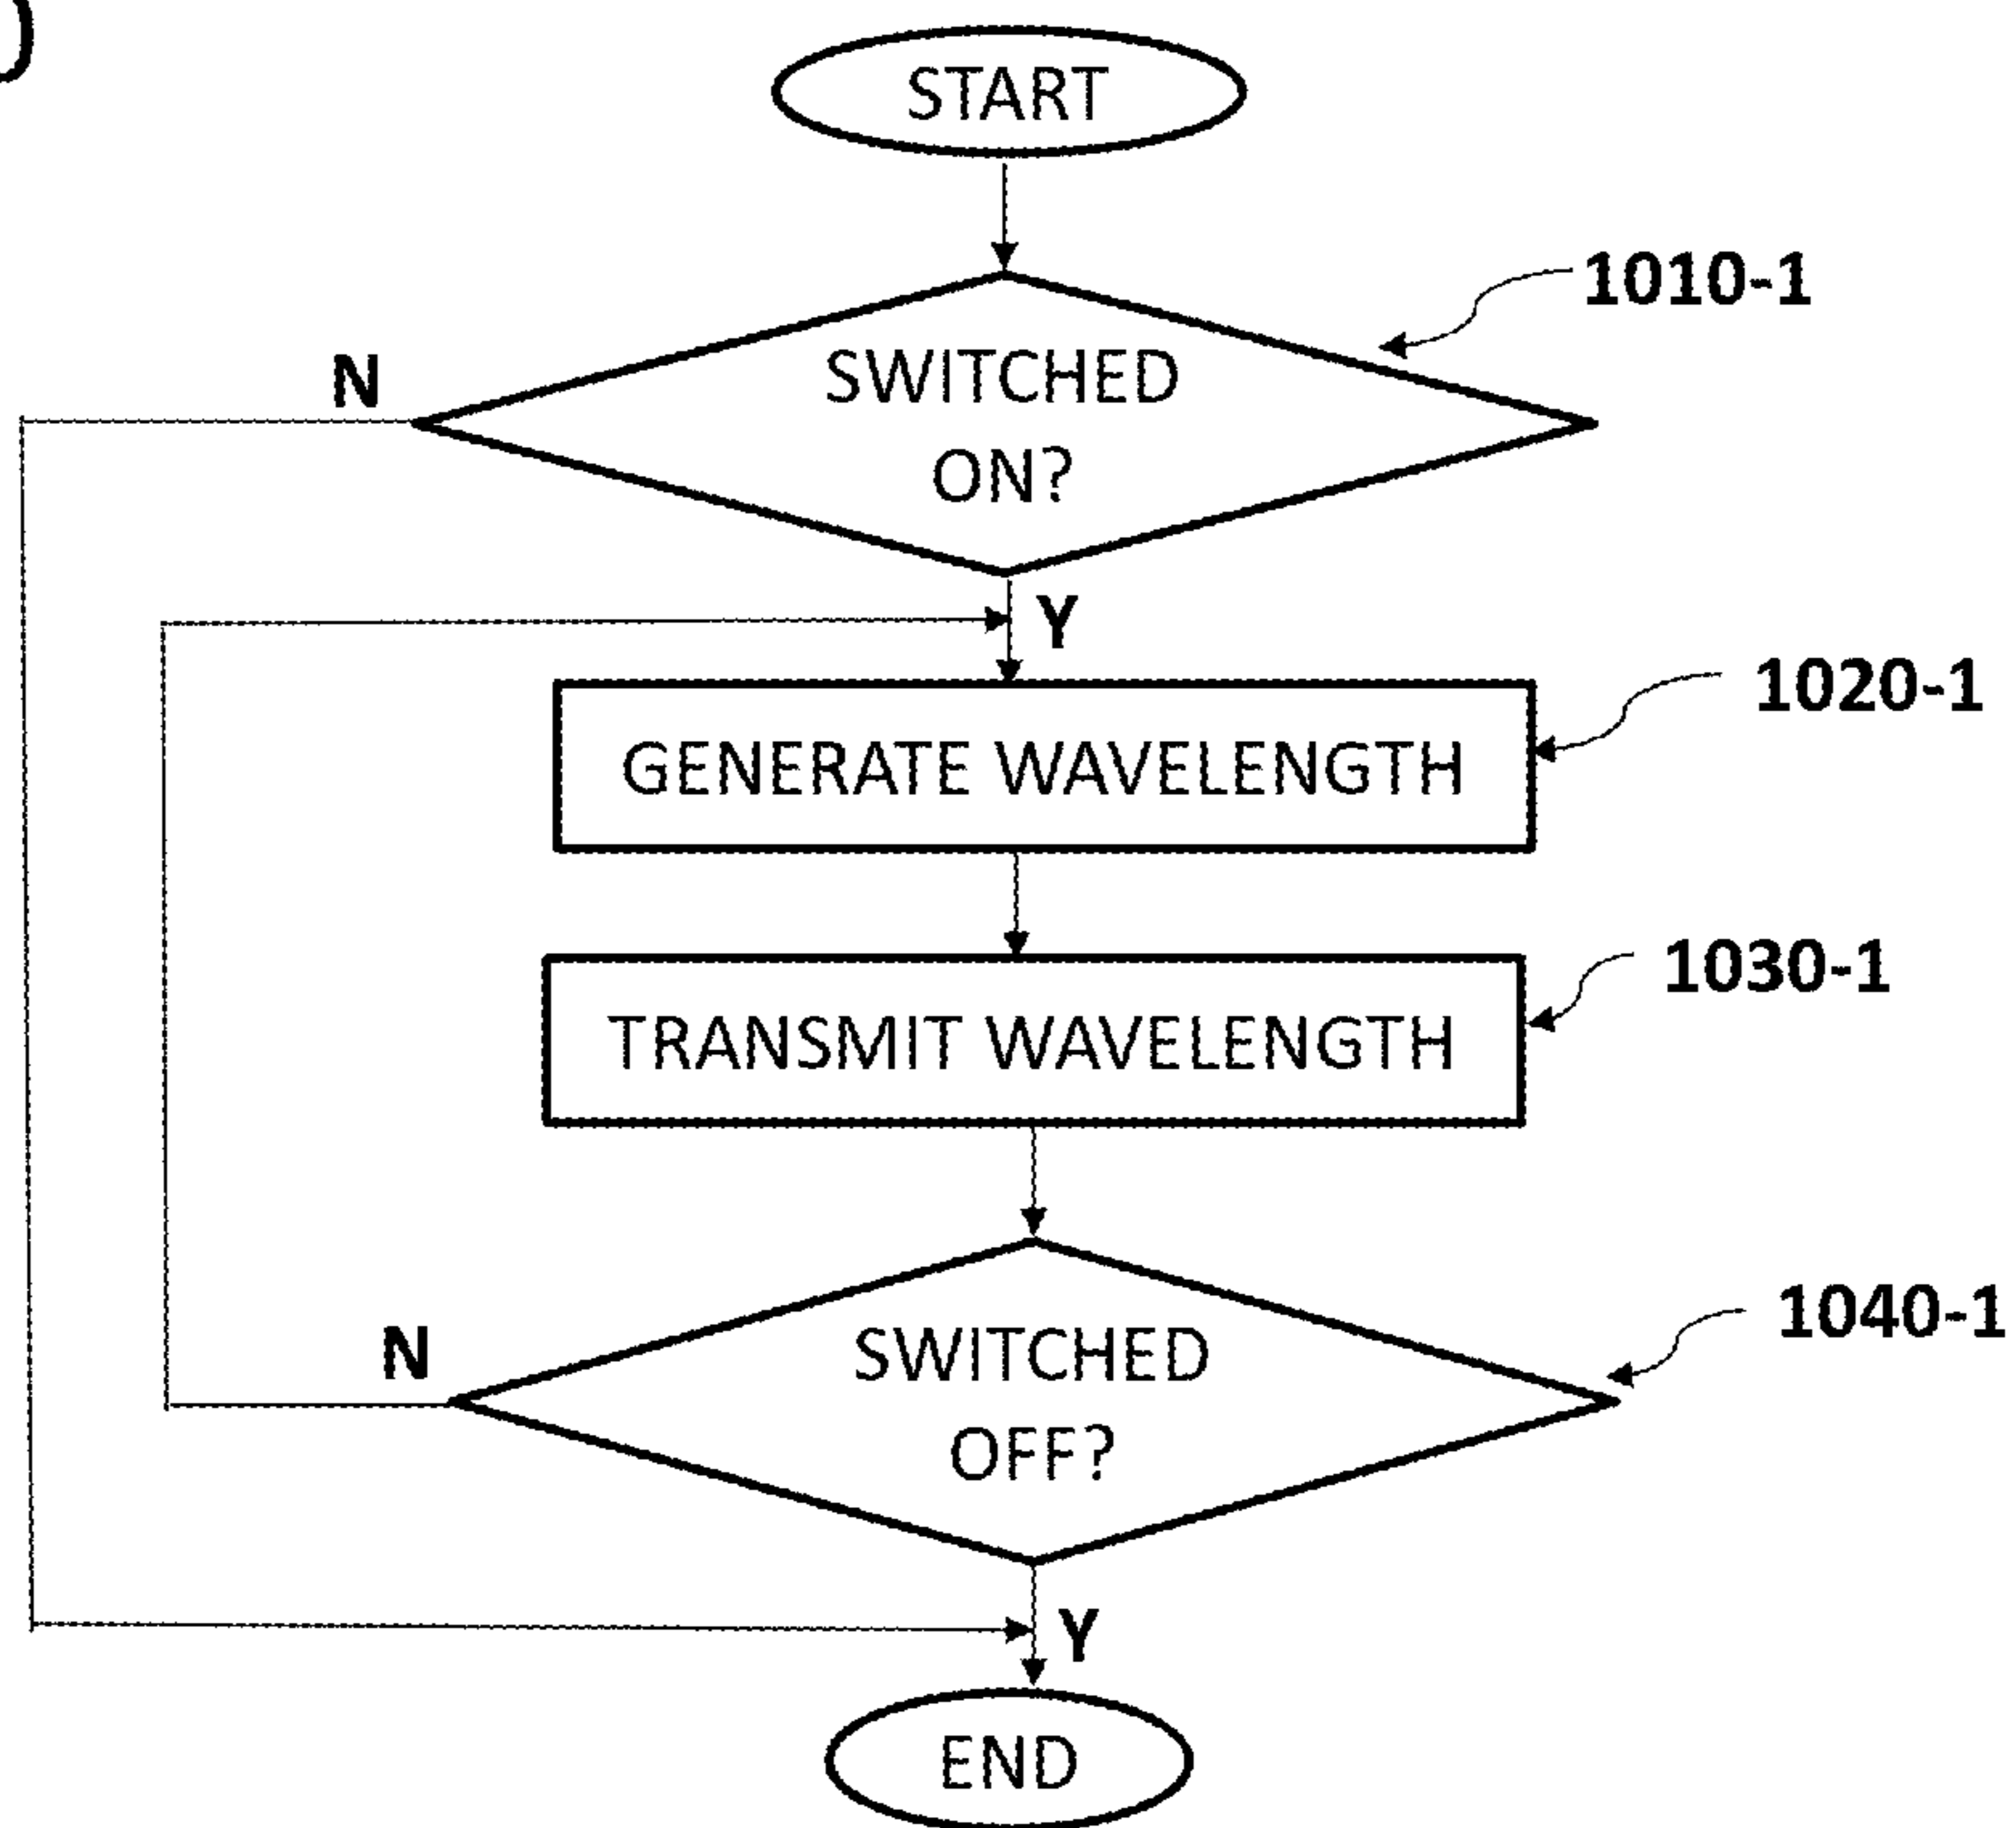 START
1010-1
N
SWITCHED
ON?
Y
1020-1
GENERATE WAVELENGTH
1030-1
TRANSMIT WAVELENGTH
1040-1
N
SWITCHED
OFF?
Y
END